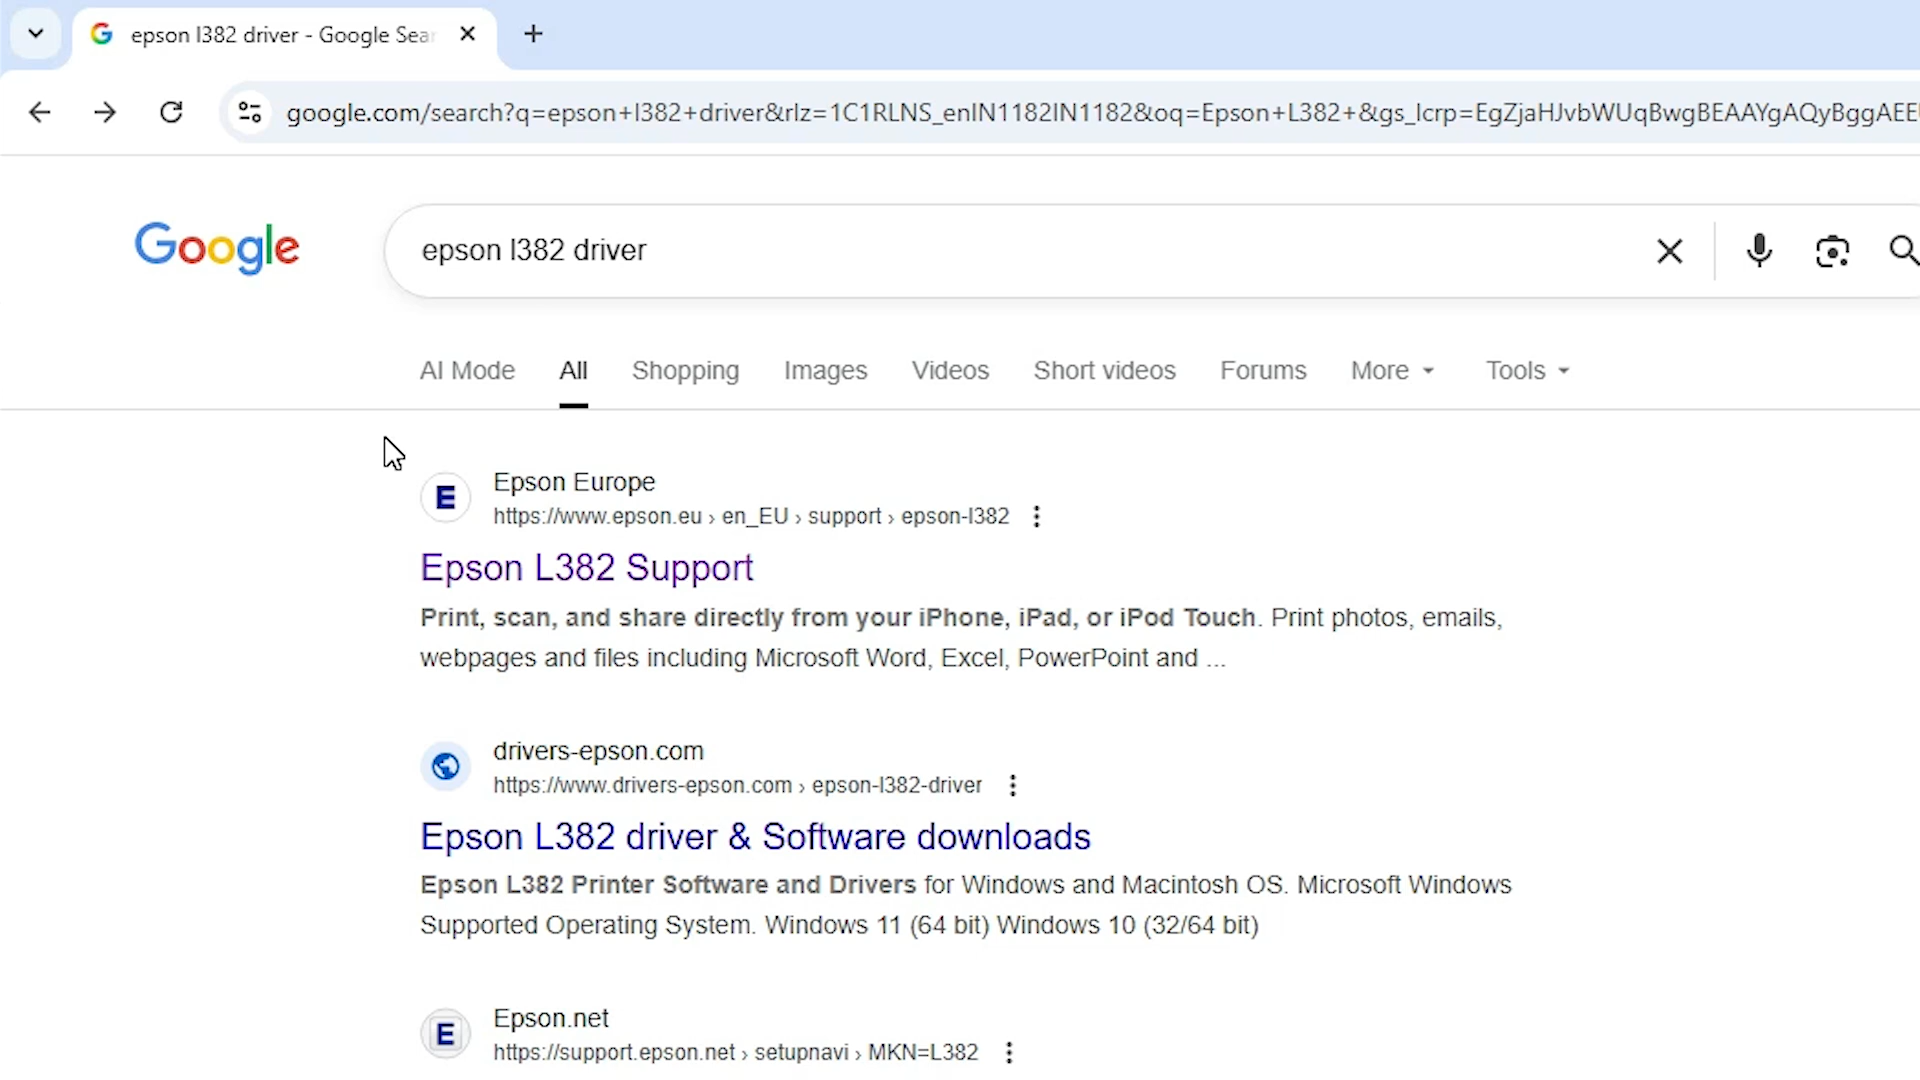 epson l382 driver - Google Sear
google.com/search?q=epson+l382+driver&rlz=1C1RLNS_enIN1182IN1182&oq=Epson+L382+&gs_lcrp=EgZjaHJvbWUqBwgBEAAYgAQyBggAEE
Google
epson l382 driver
AI Mode All Shopping Images Videos Short videos Forums More Tools
E
Epson Europe
https://www.epson.eu › en_EU › support › epson-l382
Epson L382 Support
Print, scan, and share directly from your iPhone, iPad, or iPod Touch. Print photos, emails,
webpages and files including Microsoft Word, Excel, PowerPoint and ...
drivers-epson.com
https://www.drivers-epson.com › epson-l382-driver
Epson L382 driver & Software downloads
Epson L382 Printer Software and Drivers for Windows and Macintosh OS. Microsoft Windows
Supported Operating System. Windows 11 (64 bit) Windows 10 (32/64 bit)
E
Epson.net
https://support.epson.net › setupnavi › MKN=L382